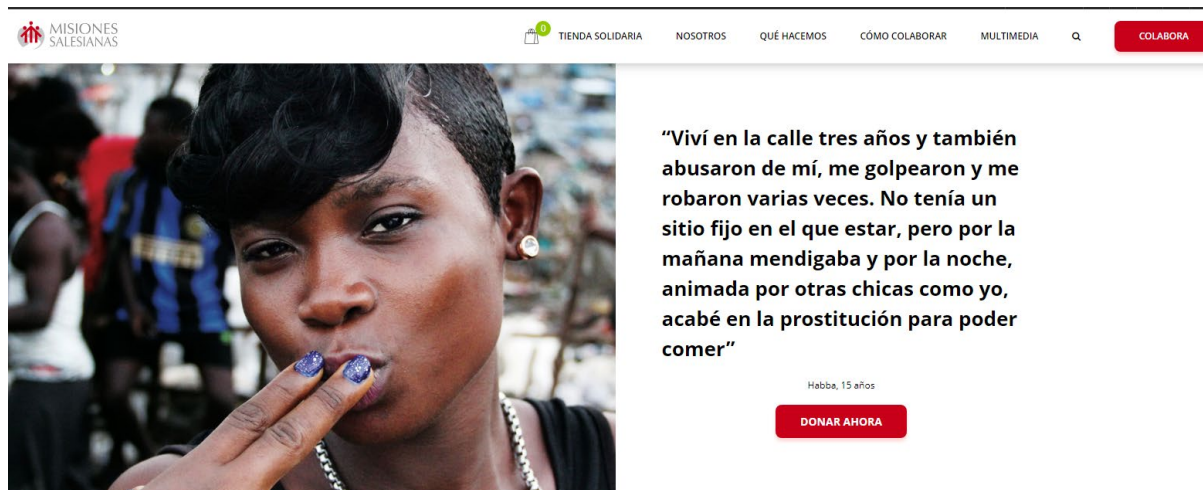 MISIONES
SALESIANAS
0
TIENDA SOLIDARIA
NOSOTROS
QUÉ HACEMOS
CÓMO COLABORAR
MULTIMEDIA
COLABORA
“Viví en la calle tres años y también
abusaron de mí, me golpearon y me
robaron varias veces. No tenía un
sitio fijo en el que estar, pero por la
mañana mendigaba y por la noche,
animada por otras chicas como yo,
acabé en la prostitución para poder
comer”
Habba, 15 años
DONAR AHORA